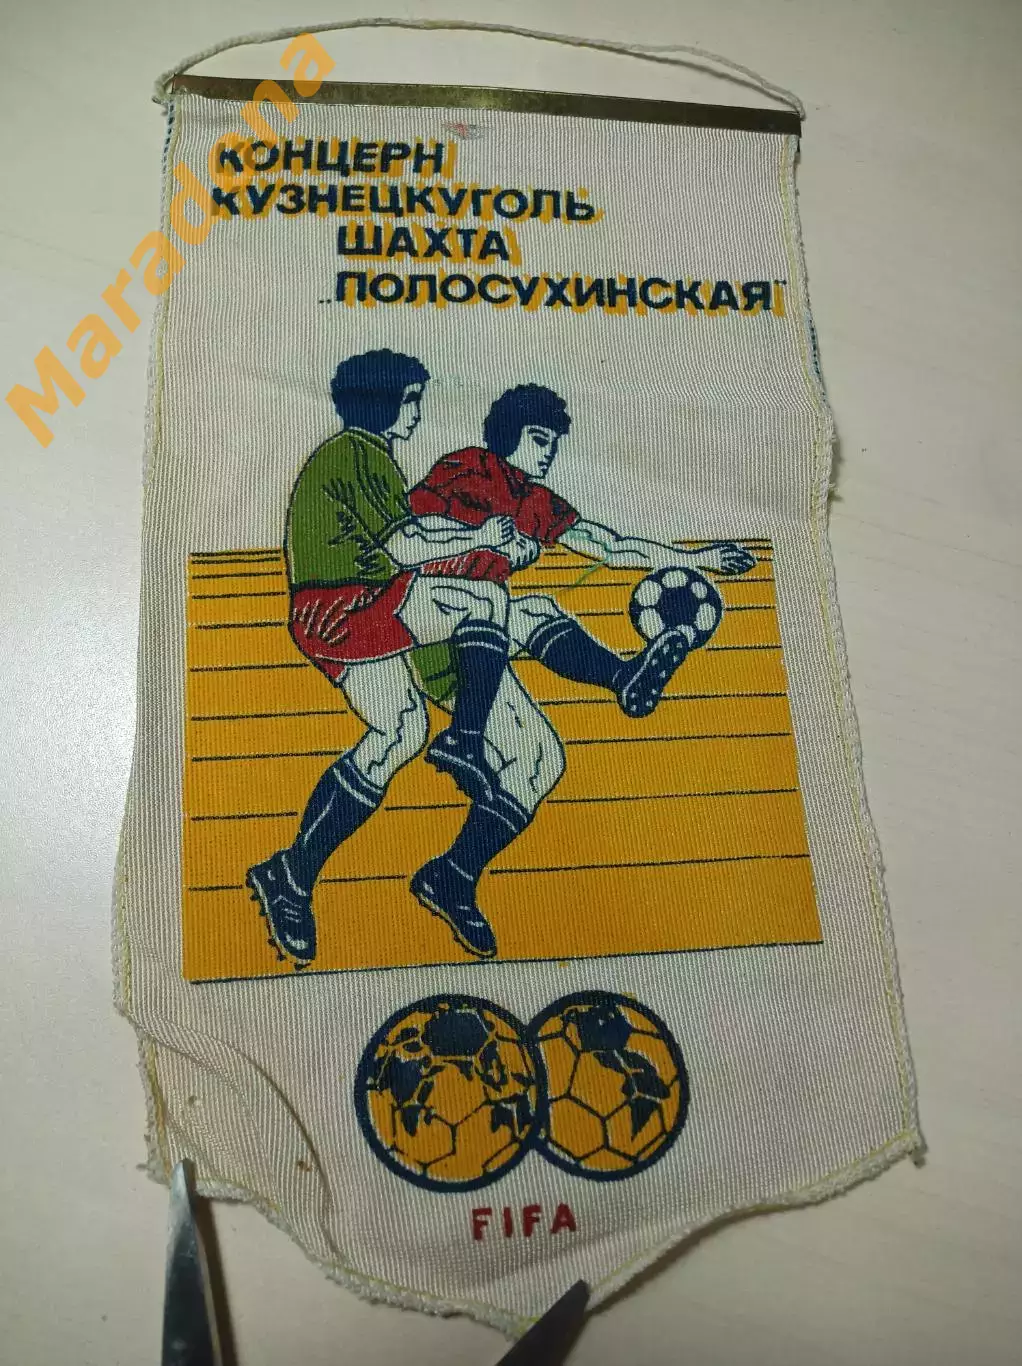 КОНЦЕРН
КУЗНЕЦКУГОЛЬ
ШАХТА
„ПОЛОСУХИНСКАЯ"
FIFA
Maradona